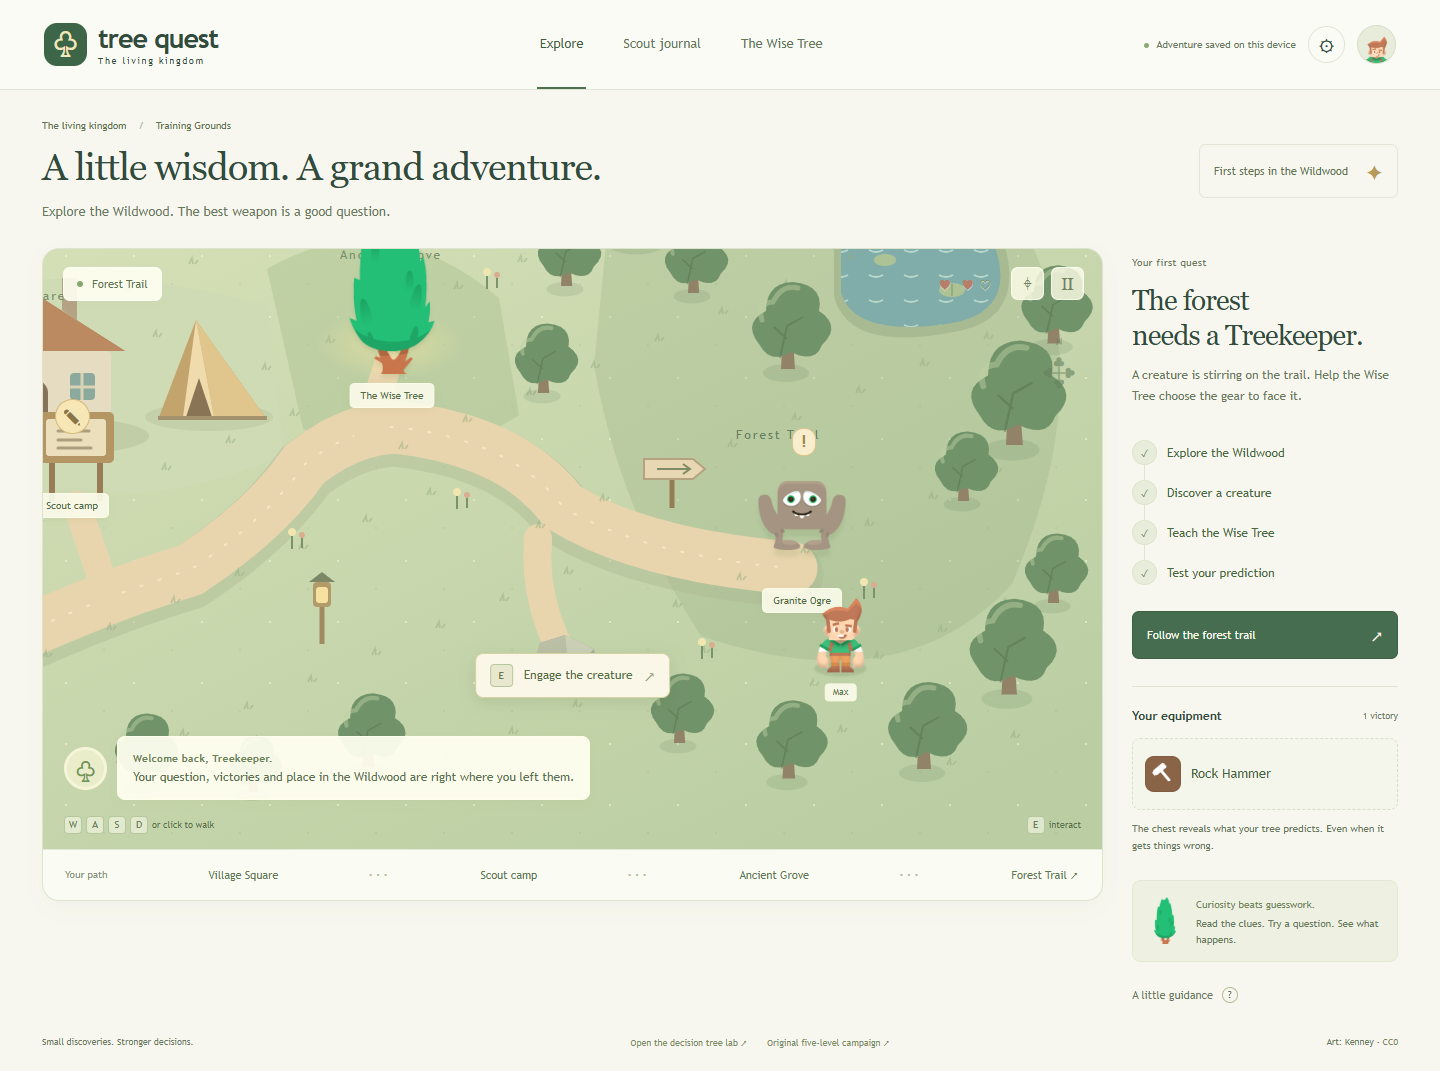 tree quest
The living kingdom
Explore
Scout journal
The Wise Tree
Adventure saved on this device
The living kingdom / Training Grounds
A little wisdom. A grand adventure.
Explore the Wildwood. The best weapon is a good question.
First steps in the Wildwood
Forest Trail
The Wise Tree
Scout camp
!
Granite Ogre
Max
E Engage the creature
Welcome back, Treekeeper.
Your question, victories and place in the Wildwood are right where you left them.
W A S D or click to walk
E interact
Your path
Village Square
Scout camp
Ancient Grove
Forest Trail
Your first quest
The forest
needs a Treekeeper.
A creature is stirring on the trail. Help the Wise
Tree choose the gear to face it.
Explore the Wildwood
Discover a creature
Teach the Wise Tree
Test your prediction
Follow the forest trail
Your equipment
1 victory
Rock Hammer
The chest reveals what your tree predicts. Even when it
gets things wrong.
Curiosity beats guesswork.
Read the clues. Try a question. See what
happens.
A little guidance ?
Small discoveries. Stronger decisions.
Open the decision tree lab
Original five-level campaign
Art: Kenney · CC0